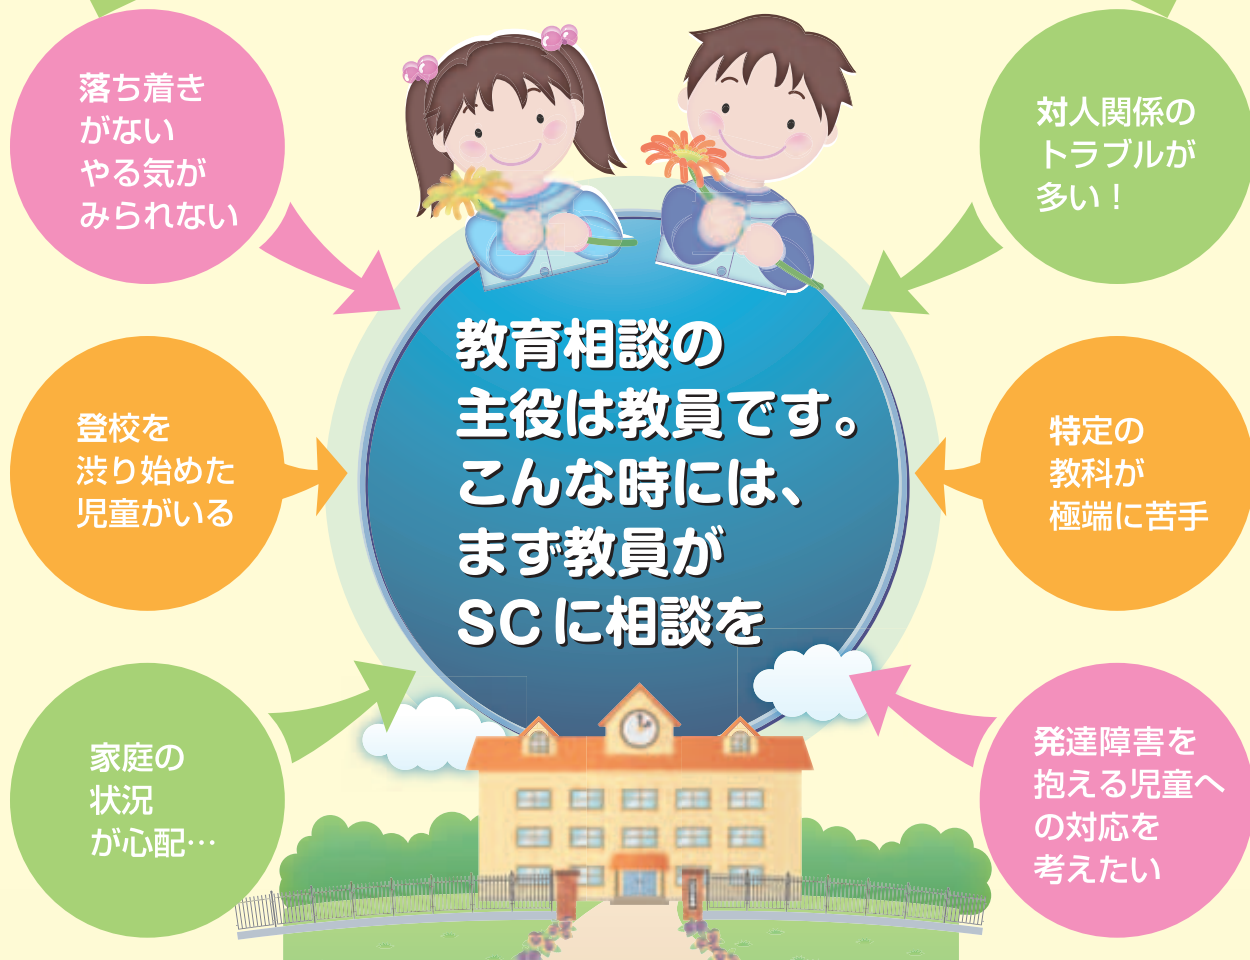 落ち着き
がない
やる気が
みられない
対人関係の
トラブルが
多い！
教育相談の
主役は教員です。
こんな時には、
まず教員が
SCに相談を
登校を
渋り始めた
児童がいる
特定の
教科が
極端に苦手
家庭の
状況
が心配…
発達障害を
抱える児童へ
の対応を
考えたい